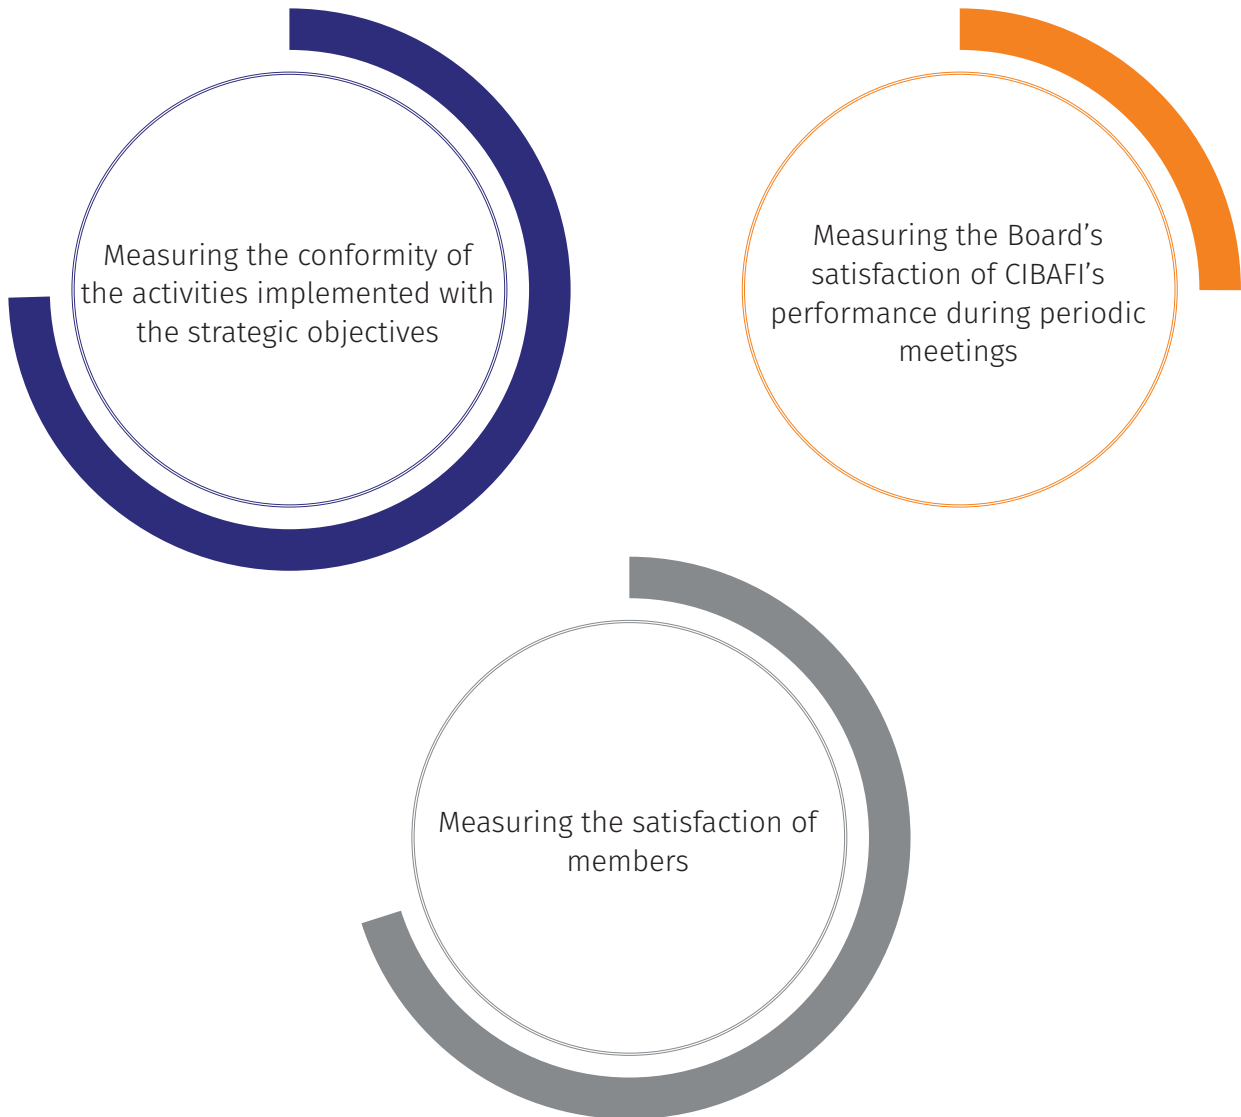 Measuring the conformity of
the activities implemented with
the strategic objectives
Measuring the Board’s
satisfaction of CIBAFI’s
performance during periodic
meetings
Measuring the satisfaction of
members